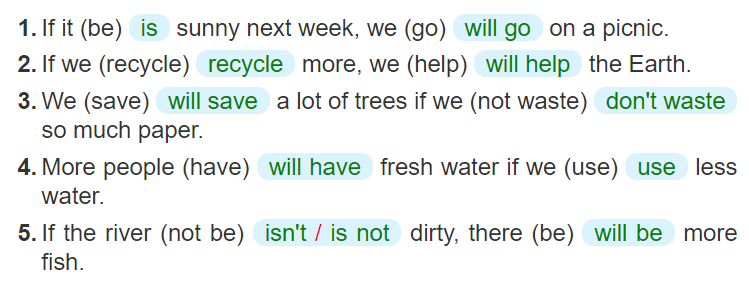 1. If it (be) is sunny next week, we (go) will go on a picnic.
2. If we (recycle) recycle more, we (help) will help the Earth.
3. We (save) will save a lot of trees if we (not waste) don't waste
so much paper.
4. More people (have) will have fresh water if we (use) use less
water.
5. If the river (not be) isn't / is not dirty, there (be) will be more
fish.